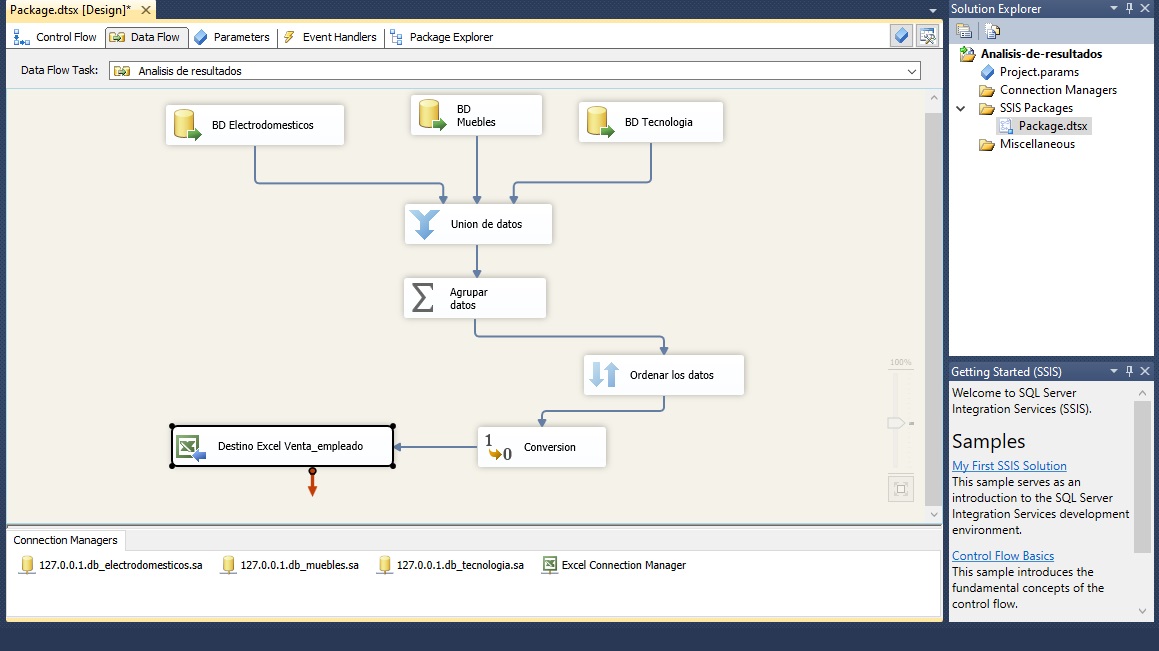 Package.dtsx [Design]*
Control Flow
Data Flow
Parameters
Event Handlers
Package Explorer
Data Flow Task:
Analisis de resultados
BD Electrodomesticos
BD
Muebles
BD Tecnologia
Union de datos
Agrupar
datos
Ordenar los datos
100%
Destino Excel Venta_empleado
1
0
Conversion
Connection Managers
127.0.0.1.db_electrodomesticos.sa
127.0.0.1.db_muebles.sa
127.0.0.1.db_tecnologia.sa
Excel Connection Manager
Solution Explorer
Analisis-de-resultados
Project.params
Connection Managers
SSIS Packages
Package.dtsx
Miscellaneous
Getting Started (SSIS)
Welcome to SQL Server
Integration Services (SSIS).
Samples
My First SSIS Solution
This sample serves as an
introduction to the SQL Server
Integration Services development
environment.
Control Flow Basics
This sample introduces the
fundamental concepts of the
control flow.